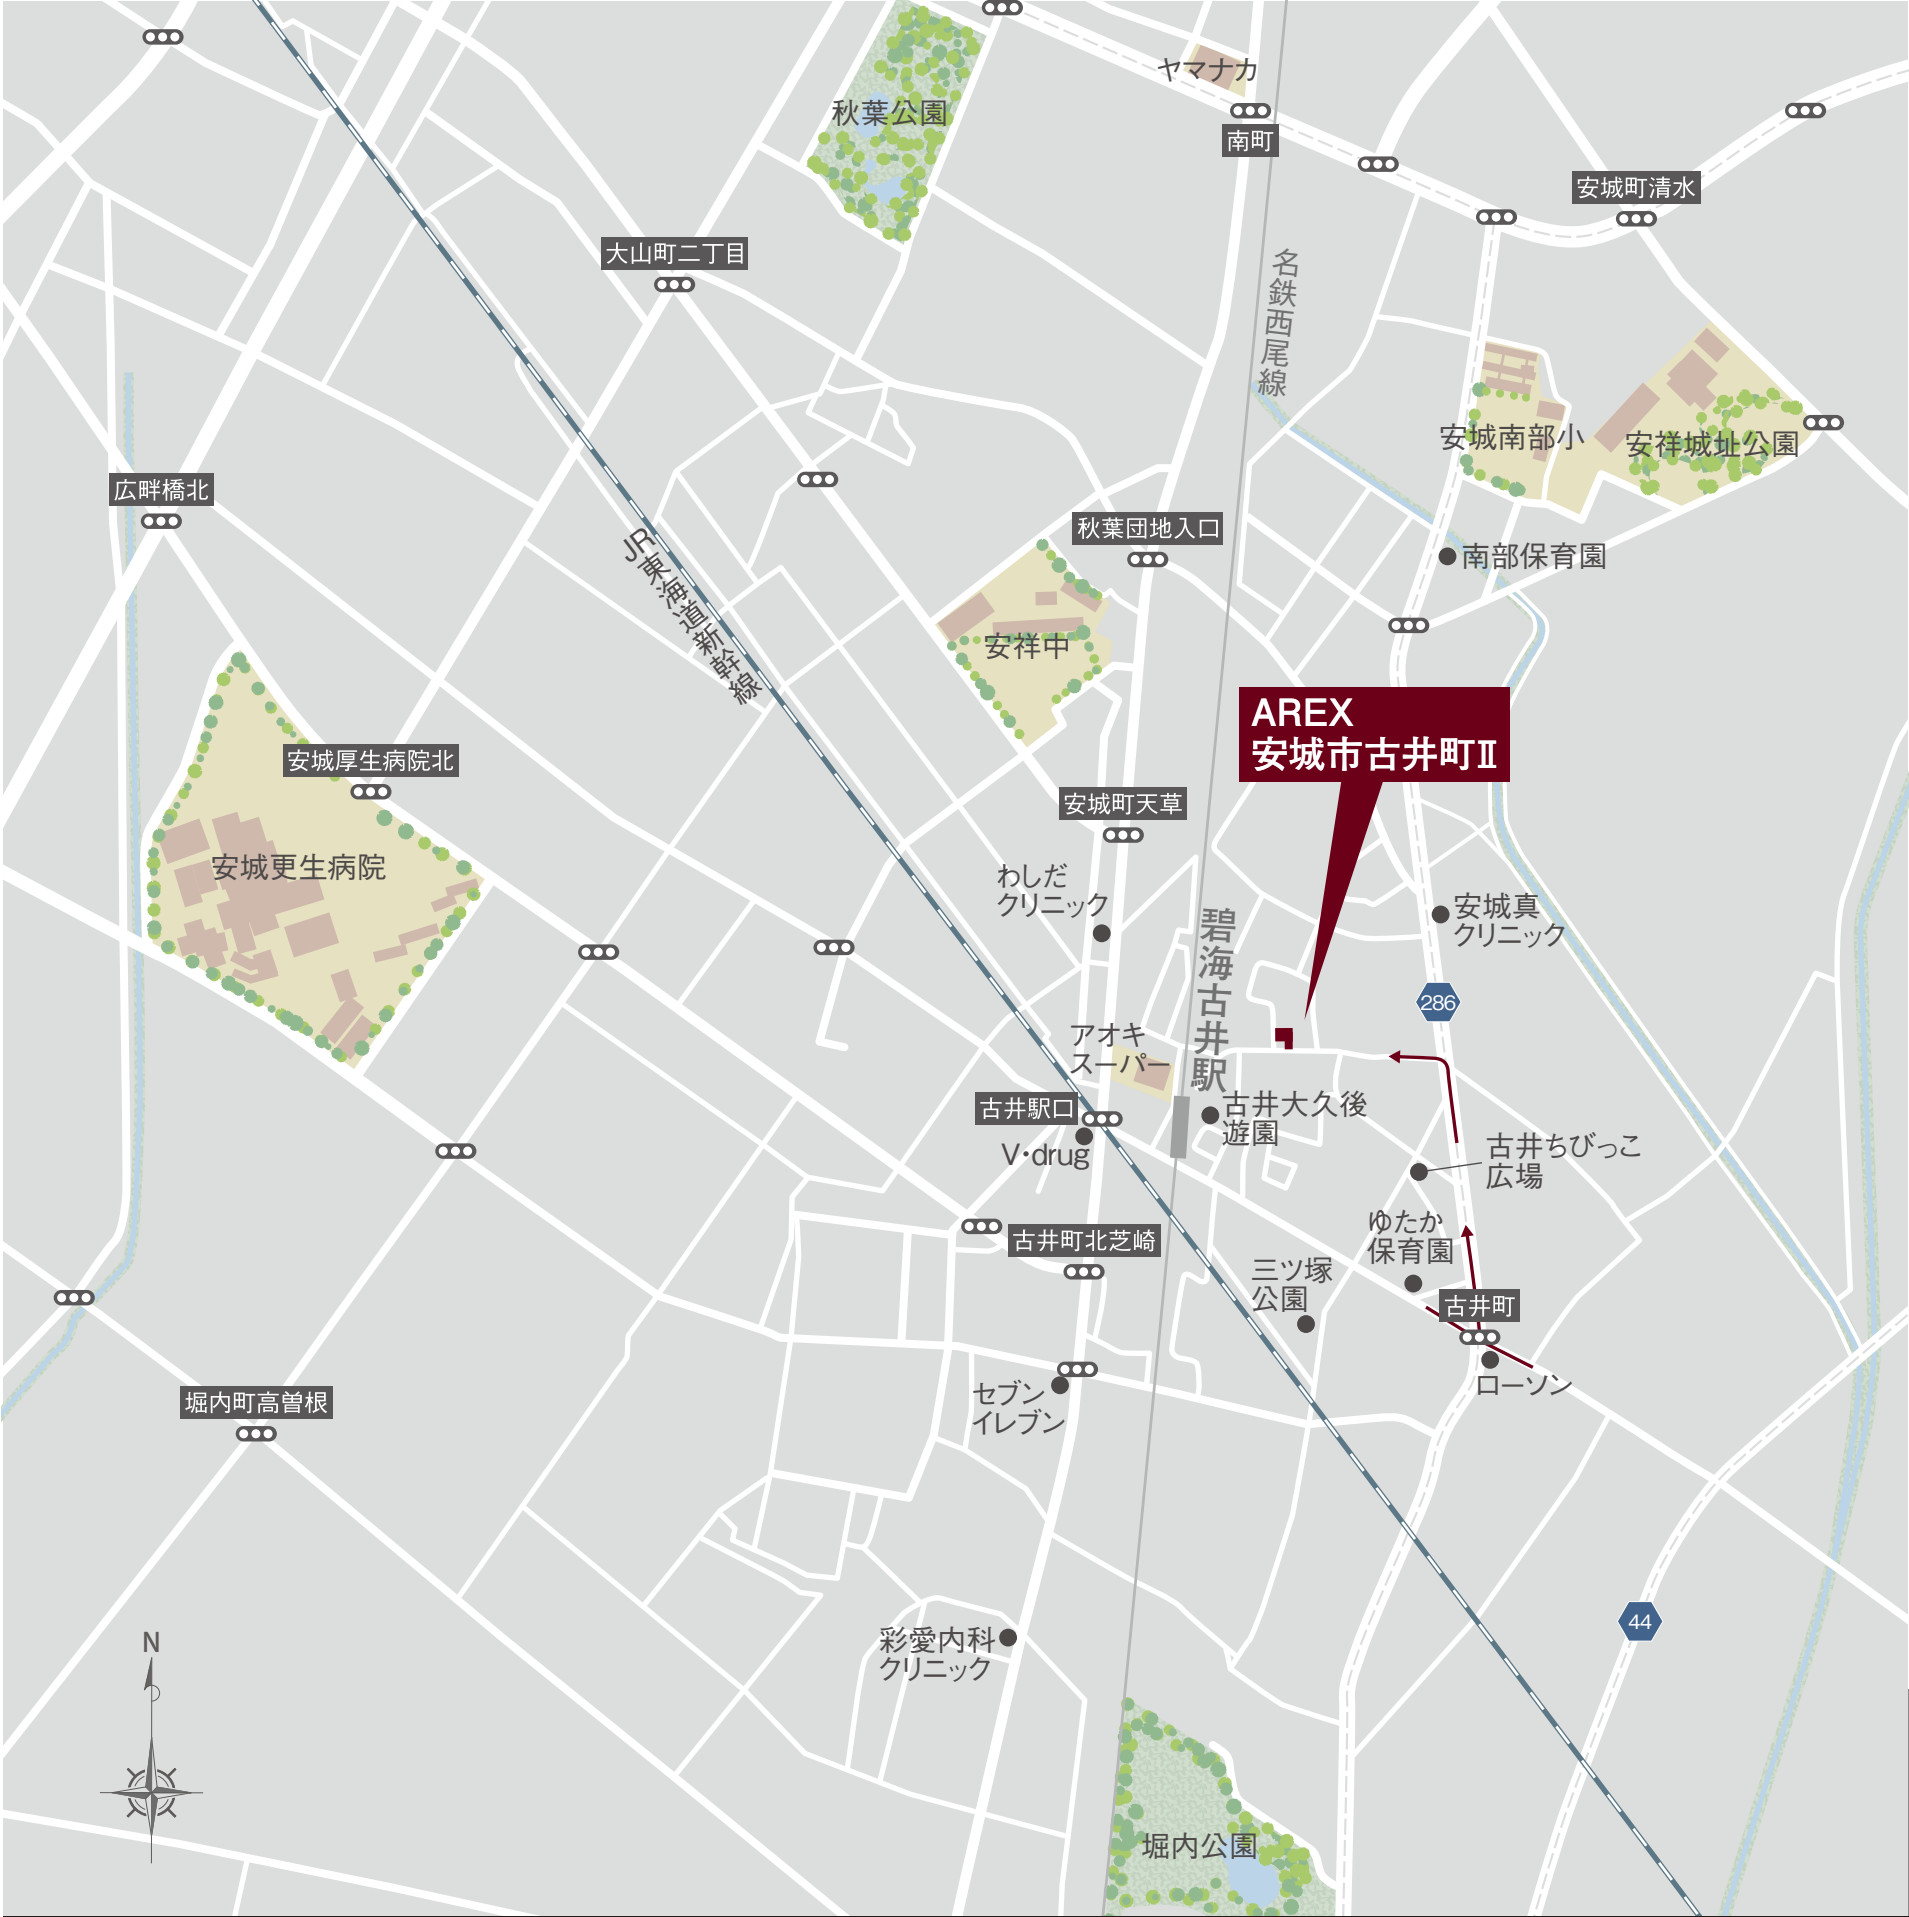 ヤマナカ
秋葉公園
南町
安城町清水
大山町二丁目
名鉄西尾線
安城南部小
安祥城址公園
広畔橋北
秋葉団地入口
JR東海道新幹線
南部保育園
安祥中
AREX
安城市古井町Ⅱ
安城厚生病院北
安城町天草
安城更生病院
わしだ
クリニック
碧海古井駅
安城真
クリニック
286
アオキ
スーパー
古井駅口
古井大久後
遊園
V・drug
古井ちびっこ
広場
ゆたか
保育園
古井町北芝崎
三ツ塚
公園
古井町
ローソン
堀内町高曽根
セブン
イレブン
44
N
彩愛内科
クリニック
堀内公園